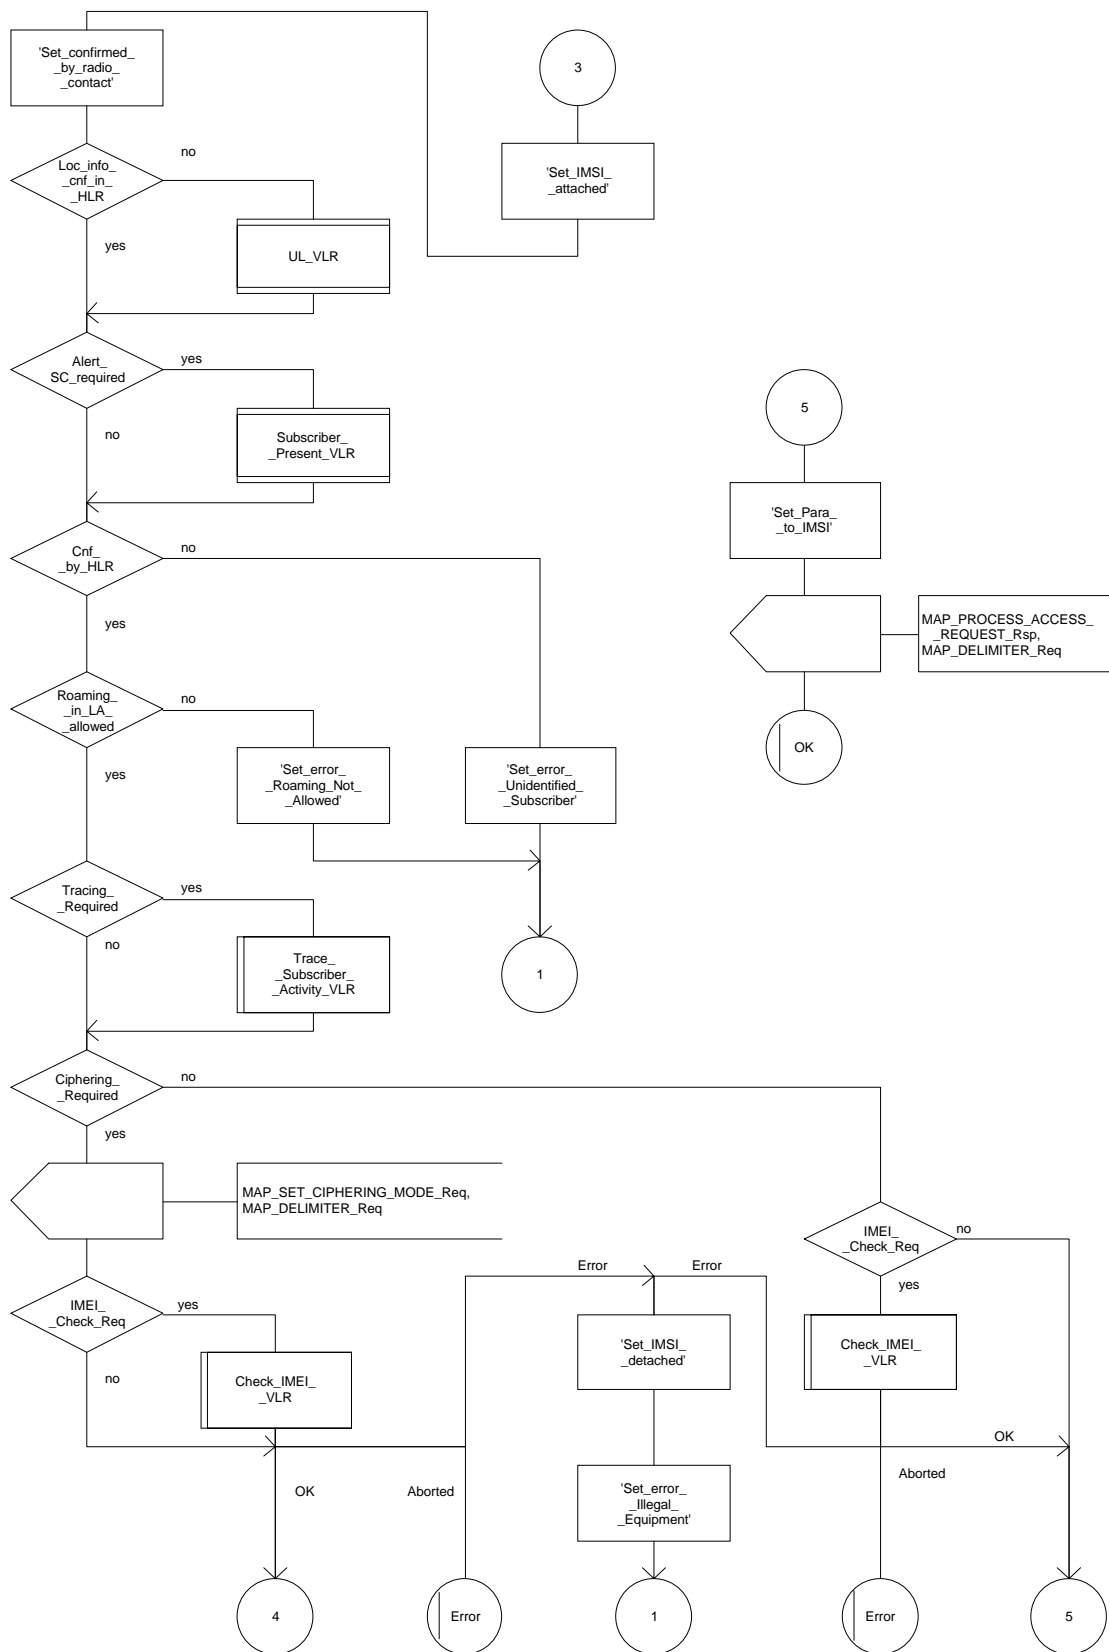 'Set_confirmed_
_by_radio_
_contact'
3
Loc_info_
_cnf_in_
_HLR
no
yes
'Set_IMSI_
_attached'
UL_VLR
Alert_
SC_required
yes
no
Subscriber_
_Present_VLR
5
'Set_Para_
_to_IMSI'
Cnf_
_by_HLR
no
yes
MAP_PROCESS_ACCESS_
_REQUEST_Rsp,
MAP_DELIMITER_Req
Roaming_
_in_LA_
_allowed
no
yes
OK
'Set_error_
_Roaming_Not_
_Allowed'
'Set_error_
_Unidentified_
_Subscriber'
Tracing_
_Required
yes
no
Trace_
_Subscriber_
_Activity_VLR
1
Ciphering_
_Required
no
yes
MAP_SET_CIPHERING_MODE_Req,
MAP_DELIMITER_Req
IMEI_
_Check_Req
no
yes
Error
Error
IMEI_
_Check_Req
yes
no
Check_IMEI_
_VLR
'Set_IMSI_
_detached'
Check_IMEI_
_VLR
OK
Aborted
OK
Aborted
'Set_error_
_Illegal_
_Equipment'
4
Error
1
Error
5